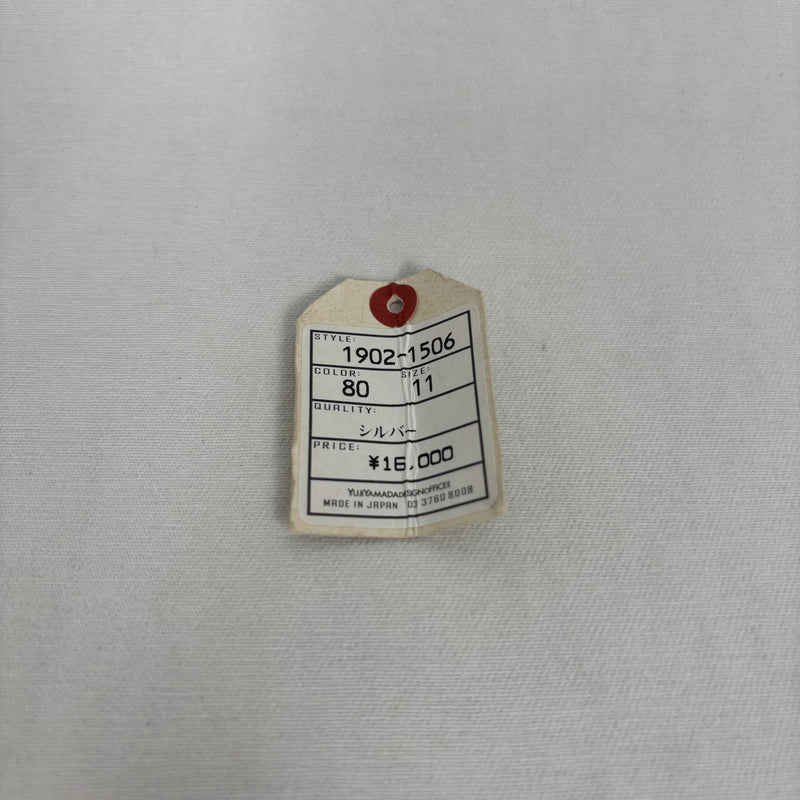 STYLE:
1902-1506
COLOR: SIZE:
80 11
QUALITY:
シルバー
PRICE:
¥16,000
YUJIYAMADADESIGNOFFICE
MADE IN JAPAN 03 3760 8008